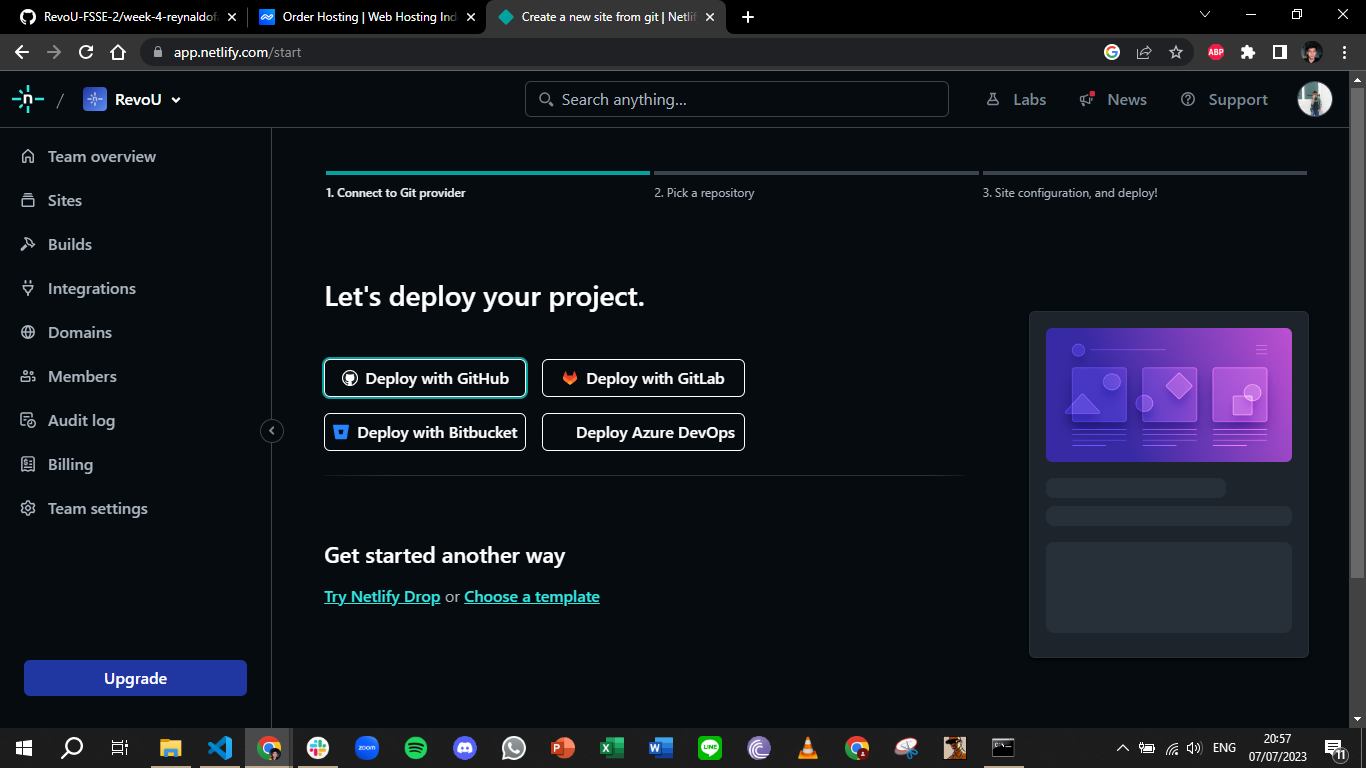 RevoU-FSSE-2/week-4-reynaldof
Order Hosting | Web Hosting Ind
Create a new site from git | Netlif
app.netlify.com/start
ABP
/ RevoU
Search anything...
Labs
News
Support
Team overview
Sites
Builds
Integrations
Domains
Members
Audit log
Billing
Team settings
Upgrade
1. Connect to Git provider
2. Pick a repository
3. Site configuration, and deploy!
Let's deploy your project.
Deploy with GitHub
Deploy with GitLab
Deploy with Bitbucket
Deploy Azure DevOps
Get started another way
Try Netlify Drop or Choose a template
zoom
LINE
ENG
20:57
07/07/2023
11